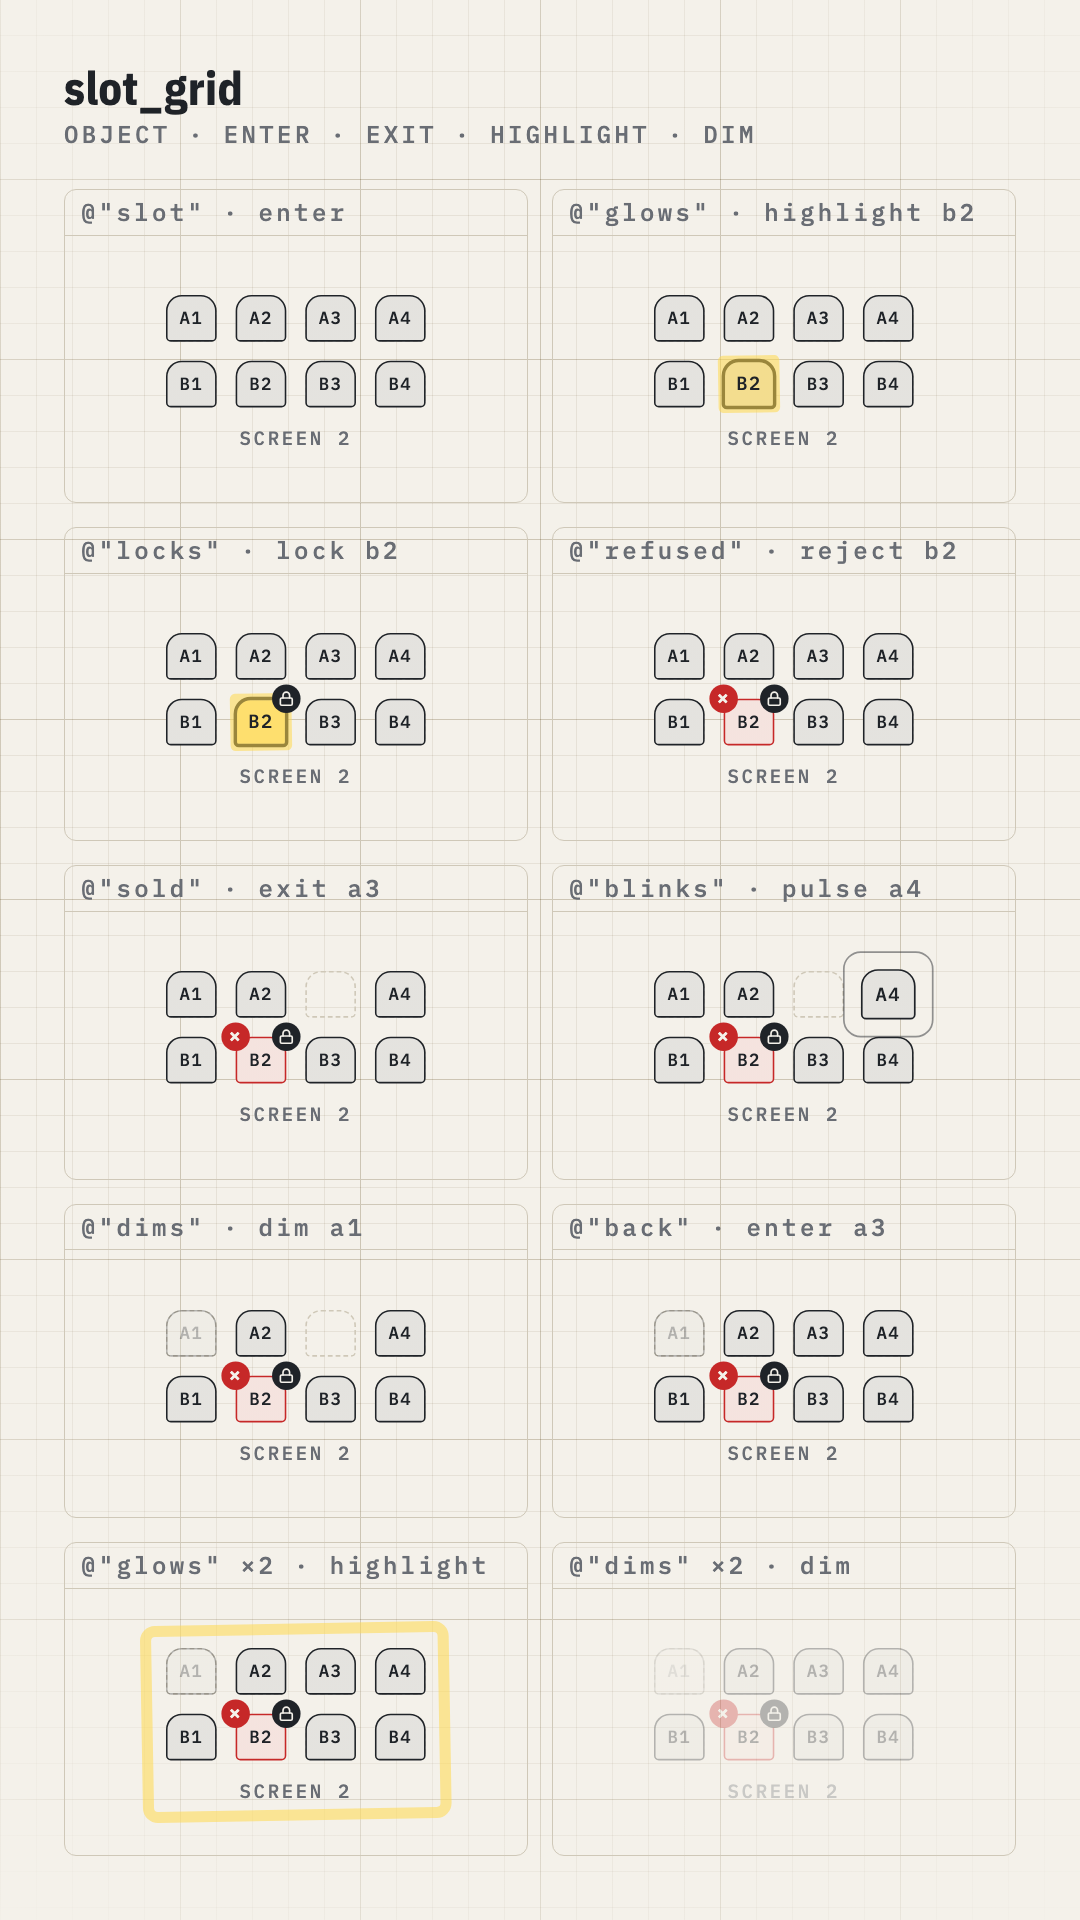 slot_grid
OBJECT · ENTER · EXIT · HIGHLIGHT · DIM
@"slot" · enter
A1 A2 A3 A4
B1 B2 B3 B4
SCREEN 2
@"glows" · highlight b2
A1 A2 A3 A4
B1 B2 B3 B4
SCREEN 2
@"locks" · lock b2
A1 A2 A3 A4
B1 B2 B3 B4
SCREEN 2
@"refused" · reject b2
A1 A2 A3 A4
B1 B2 B3 B4
SCREEN 2
@"sold" · exit a3
A1 A2 A4
B1 B2 B3 B4
SCREEN 2
@"blinks" · pulse a4
A1 A2 A4
B1 B2 B3 B4
SCREEN 2
@"dims" · dim a1
A1 A2 A4
B1 B2 B3 B4
SCREEN 2
@"back" · enter a3
A1 A2 A3 A4
B1 B2 B3 B4
SCREEN 2
@"glows" ×2 · highlight
A1 A2 A3 A4
B1 B2 B3 B4
SCREEN 2
@"dims" ×2 · dim
A1 A2 A3 A4
B1 B2 B3 B4
SCREEN 2